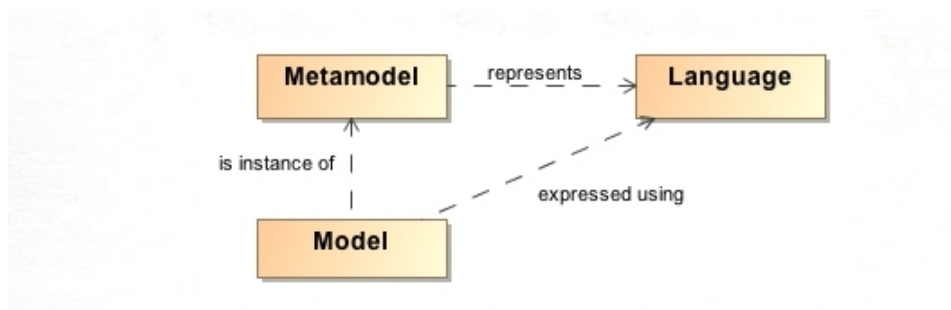 Metamodel
represents
Language
is instance of
expressed using
Model